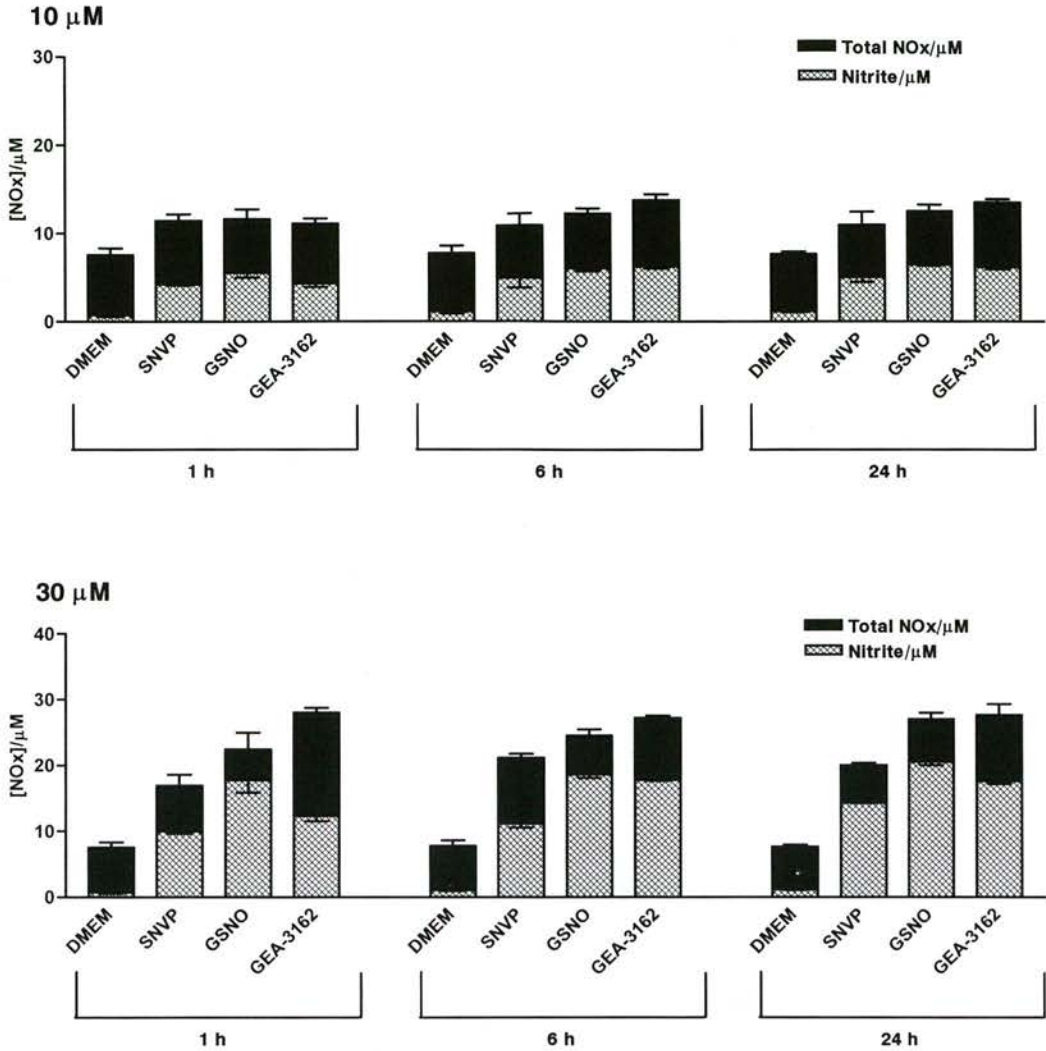 10 μM
Total NOx/μM
Nitrite/μM
[NOx]/μM
30
20
10
0
DMEM SNVP GSNO GEA-3162 DMEM SNVP GSNO GEA-3162 DMEM SNVP GSNO GEA-3162
1 h 6 h 24 h
30 μM
Total NOx/μM
Nitrite/μM
[NOx]/μM
40
30
20
10
0
DMEM SNVP GSNO GEA-3162 DMEM SNVP GSNO GEA-3162 DMEM SNVP GSNO GEA-3162
1 h 6 h 24 h